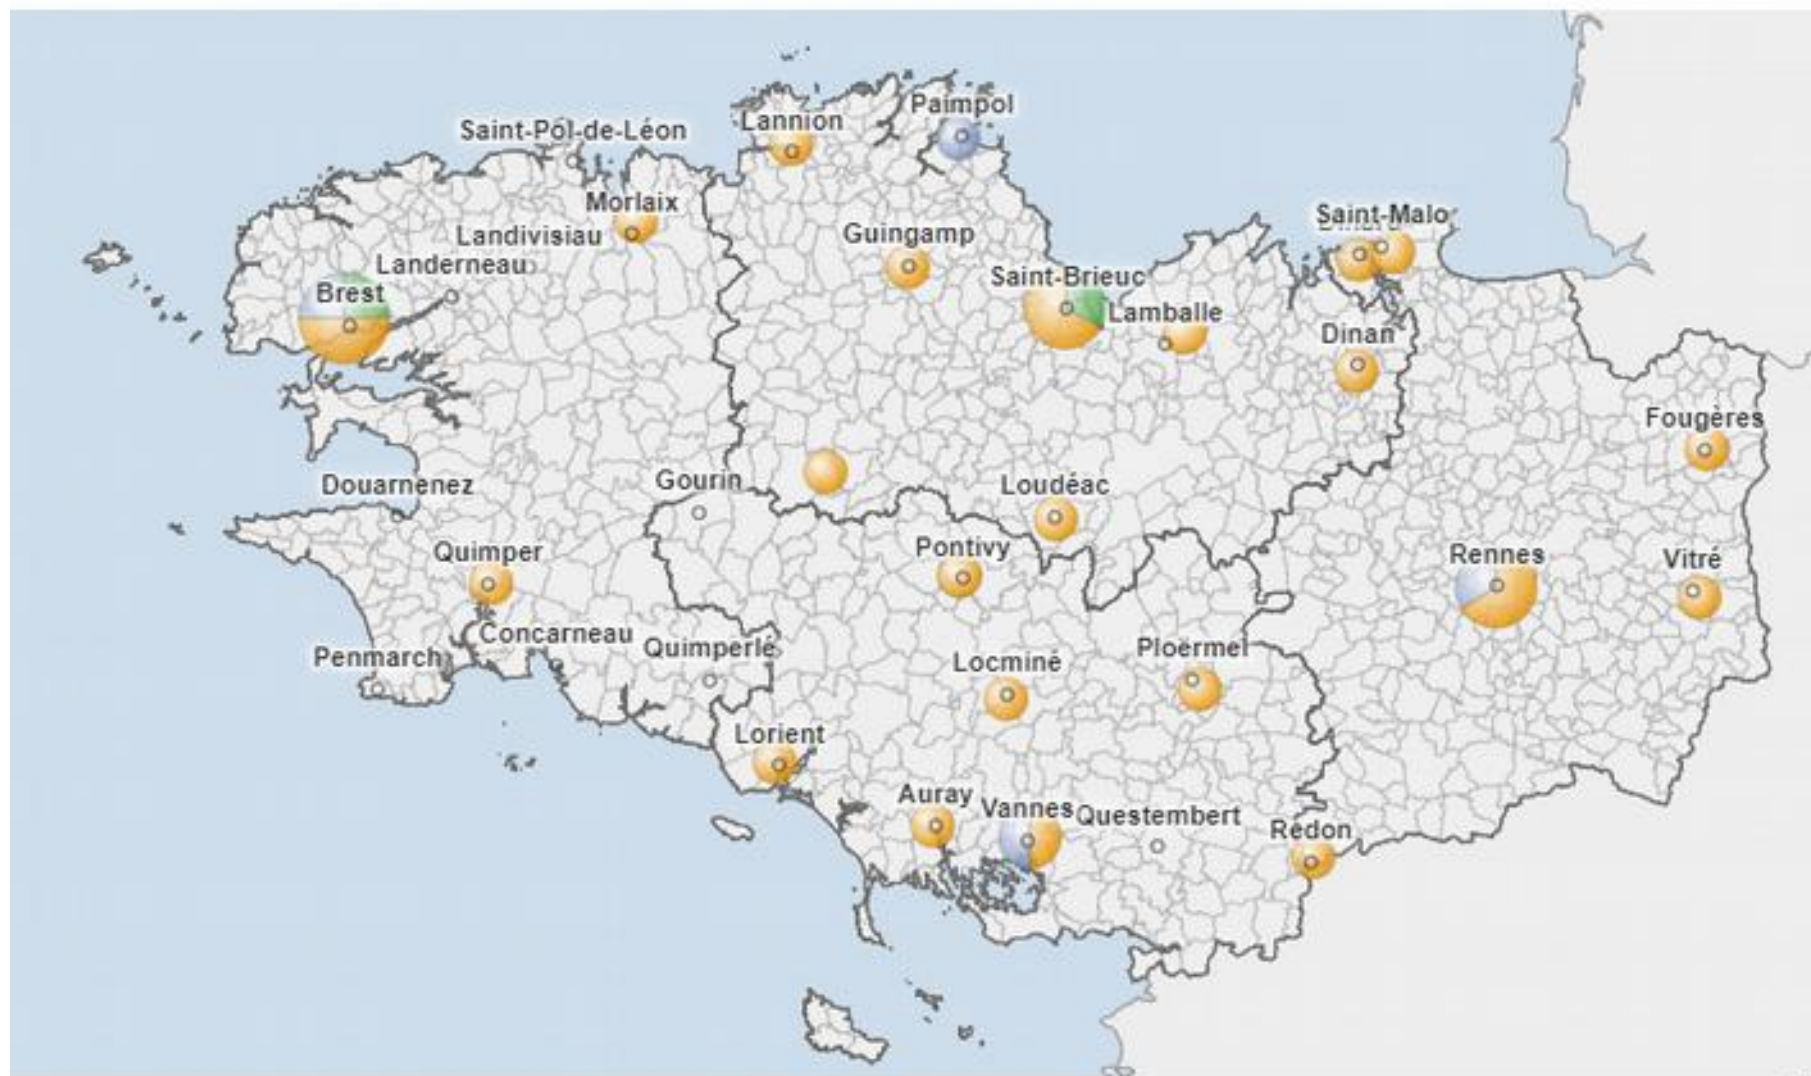 Paimpol
Lannion
Saint-Pol-de-Léon
Morlaix
Saint-Malo
Guingamp
Landivisiau
Landerneau
Saint-Brieuc
Brest
Lamballe
Dinan
Fougères
Gourin
Douarnenez
Loudéac
Pontivy
Quimper
Rennes
Vitré
Concarneau
Quimperlé
Penmarch
Locminé
Ploërmel
Lorient
Auray
Vannes
Questembert
Redon